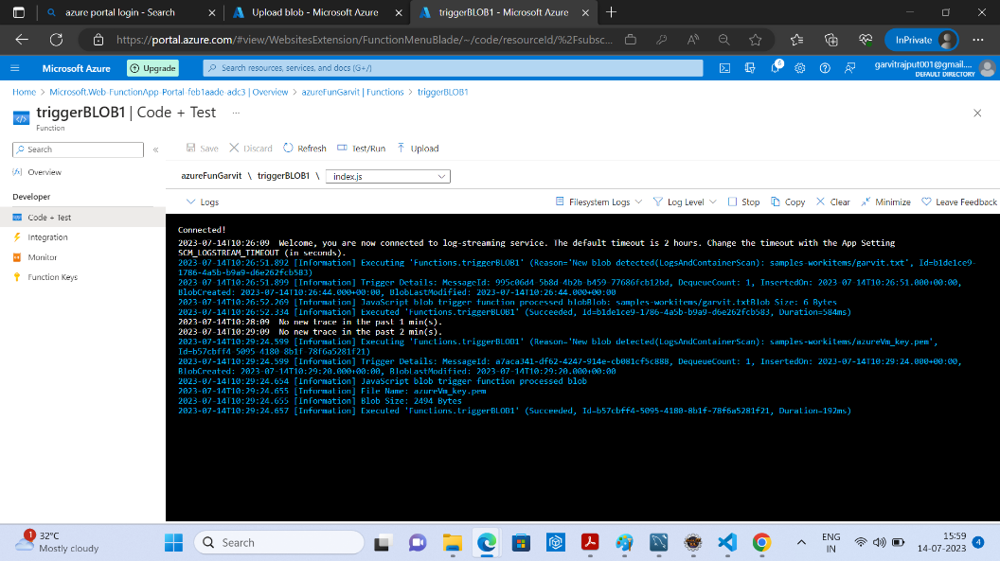 azure portal login - Search
Upload blob - Microsoft Azure
triggerBLOB1 - Microsoft Azure
https://portal.azure.com/#view/WebsitesExtension/FunctionMenuBlade/~/code/resourceId/%2Fsubsc...
InPrivate
Microsoft Azure
Upgrade
Search resources, services, and docs (G+/)
6
garvitrajput001@gmail....
DEFAULT DIRECTORY
Home > Microsoft.Web-FunctionApp-Portal-feb1aade-adc3 | Overview > azureFunGarvit | Functions > triggerBLOB1
triggerBLOB1 | Code + Test ...
Function
Search
Save Discard Refresh Test/Run Upload
Overview
azureFunGarvit \ triggerBLOB1 \ index.js
Developer
Code + Test
Integration
Monitor
Function Keys
Logs Filesystem Logs Log Level Stop Copy Clear Minimize Leave Feedback
Connected!
2023-07-14T10:26:09 Welcome, you are now connected to log-streaming service. The default timeout is 2 hours. Change the timeout with the App Setting
SCM_LOGSTREAM_TIMEOUT (in seconds).
2023-07-14T10:26:51.892 [Information] Executing 'Functions.triggerBLOB1' (Reason='New blob detected(LogsAndContainerScan): samples-workitems/garvit.txt', Id=b1de1ce9-
1786-4a5b-b9a9-d6e262fcb583)
2023-07-14T10:26:51.899 [Information] Trigger Details: MessageId: 995c06d4-5b8d-4b2b-b459-77686fcb12bd, DequeueCount: 1, InsertedOn: 2023-07-14T10:26:51.000+00:00,
BlobCreated: 2023-07-14T10:26:44.000+00:00, BlobLastModified: 2023-07-14T10:26:44.000+00:00
2023-07-14T10:26:52.269 [Information] JavaScript blob trigger function processed blobBlob: samples-workitems/garvit.txtBlob Size: 6 Bytes
2023-07-14T10:26:52.334 [Information] Executed 'Functions.triggerBLOB1' (Succeeded, Id=b1de1ce9-1786-4a5b-b9a9-d6e262fcb583, Duration=584ms)
2023-07-14T10:28:09 No new trace in the past 1 min(s).
2023-07-14T10:29:09 No new trace in the past 2 min(s).
2023-07-14T10:29:24.599 [Information] Executing 'Functions.triggerBLOB1' (Reason='New blob detected(LogsAndContainerScan): samples-workitems/azureVm_key.pem',
Id=b57cbff4-5095-4180-8b1f-78f6a5281f21)
2023-07-14T10:29:24.599 [Information] Trigger Details: MessageId: a7aca341-df62-4247-914e-cb081cf5c880, DequeueCount: 1, InsertedOn: 2023-07-14T10:29:24.000+00:00,
BlobCreated: 2023-07-14T10:29:20.000+00:00, BlobLastModified: 2023-07-14T10:29:20.000+00:00
2023-07-14T10:29:24.654 [Information] JavaScript blob trigger function processed blob
2023-07-14T10:29:24.655 [Information] File Name: azureVm_key.pem
2023-07-14T10:29:24.655 [Information] Blob Size: 2494 Bytes
2023-07-14T10:29:24.657 [Information] Executed 'Functions.triggerBLOB1' (Succeeded, Id=b57cbff4-5095-4180-8b1f-78f6a5281f21, Duration=192ms)
1
32°C
Mostly cloudy
Search
ENG
IN
15:59
14-07-2023
4